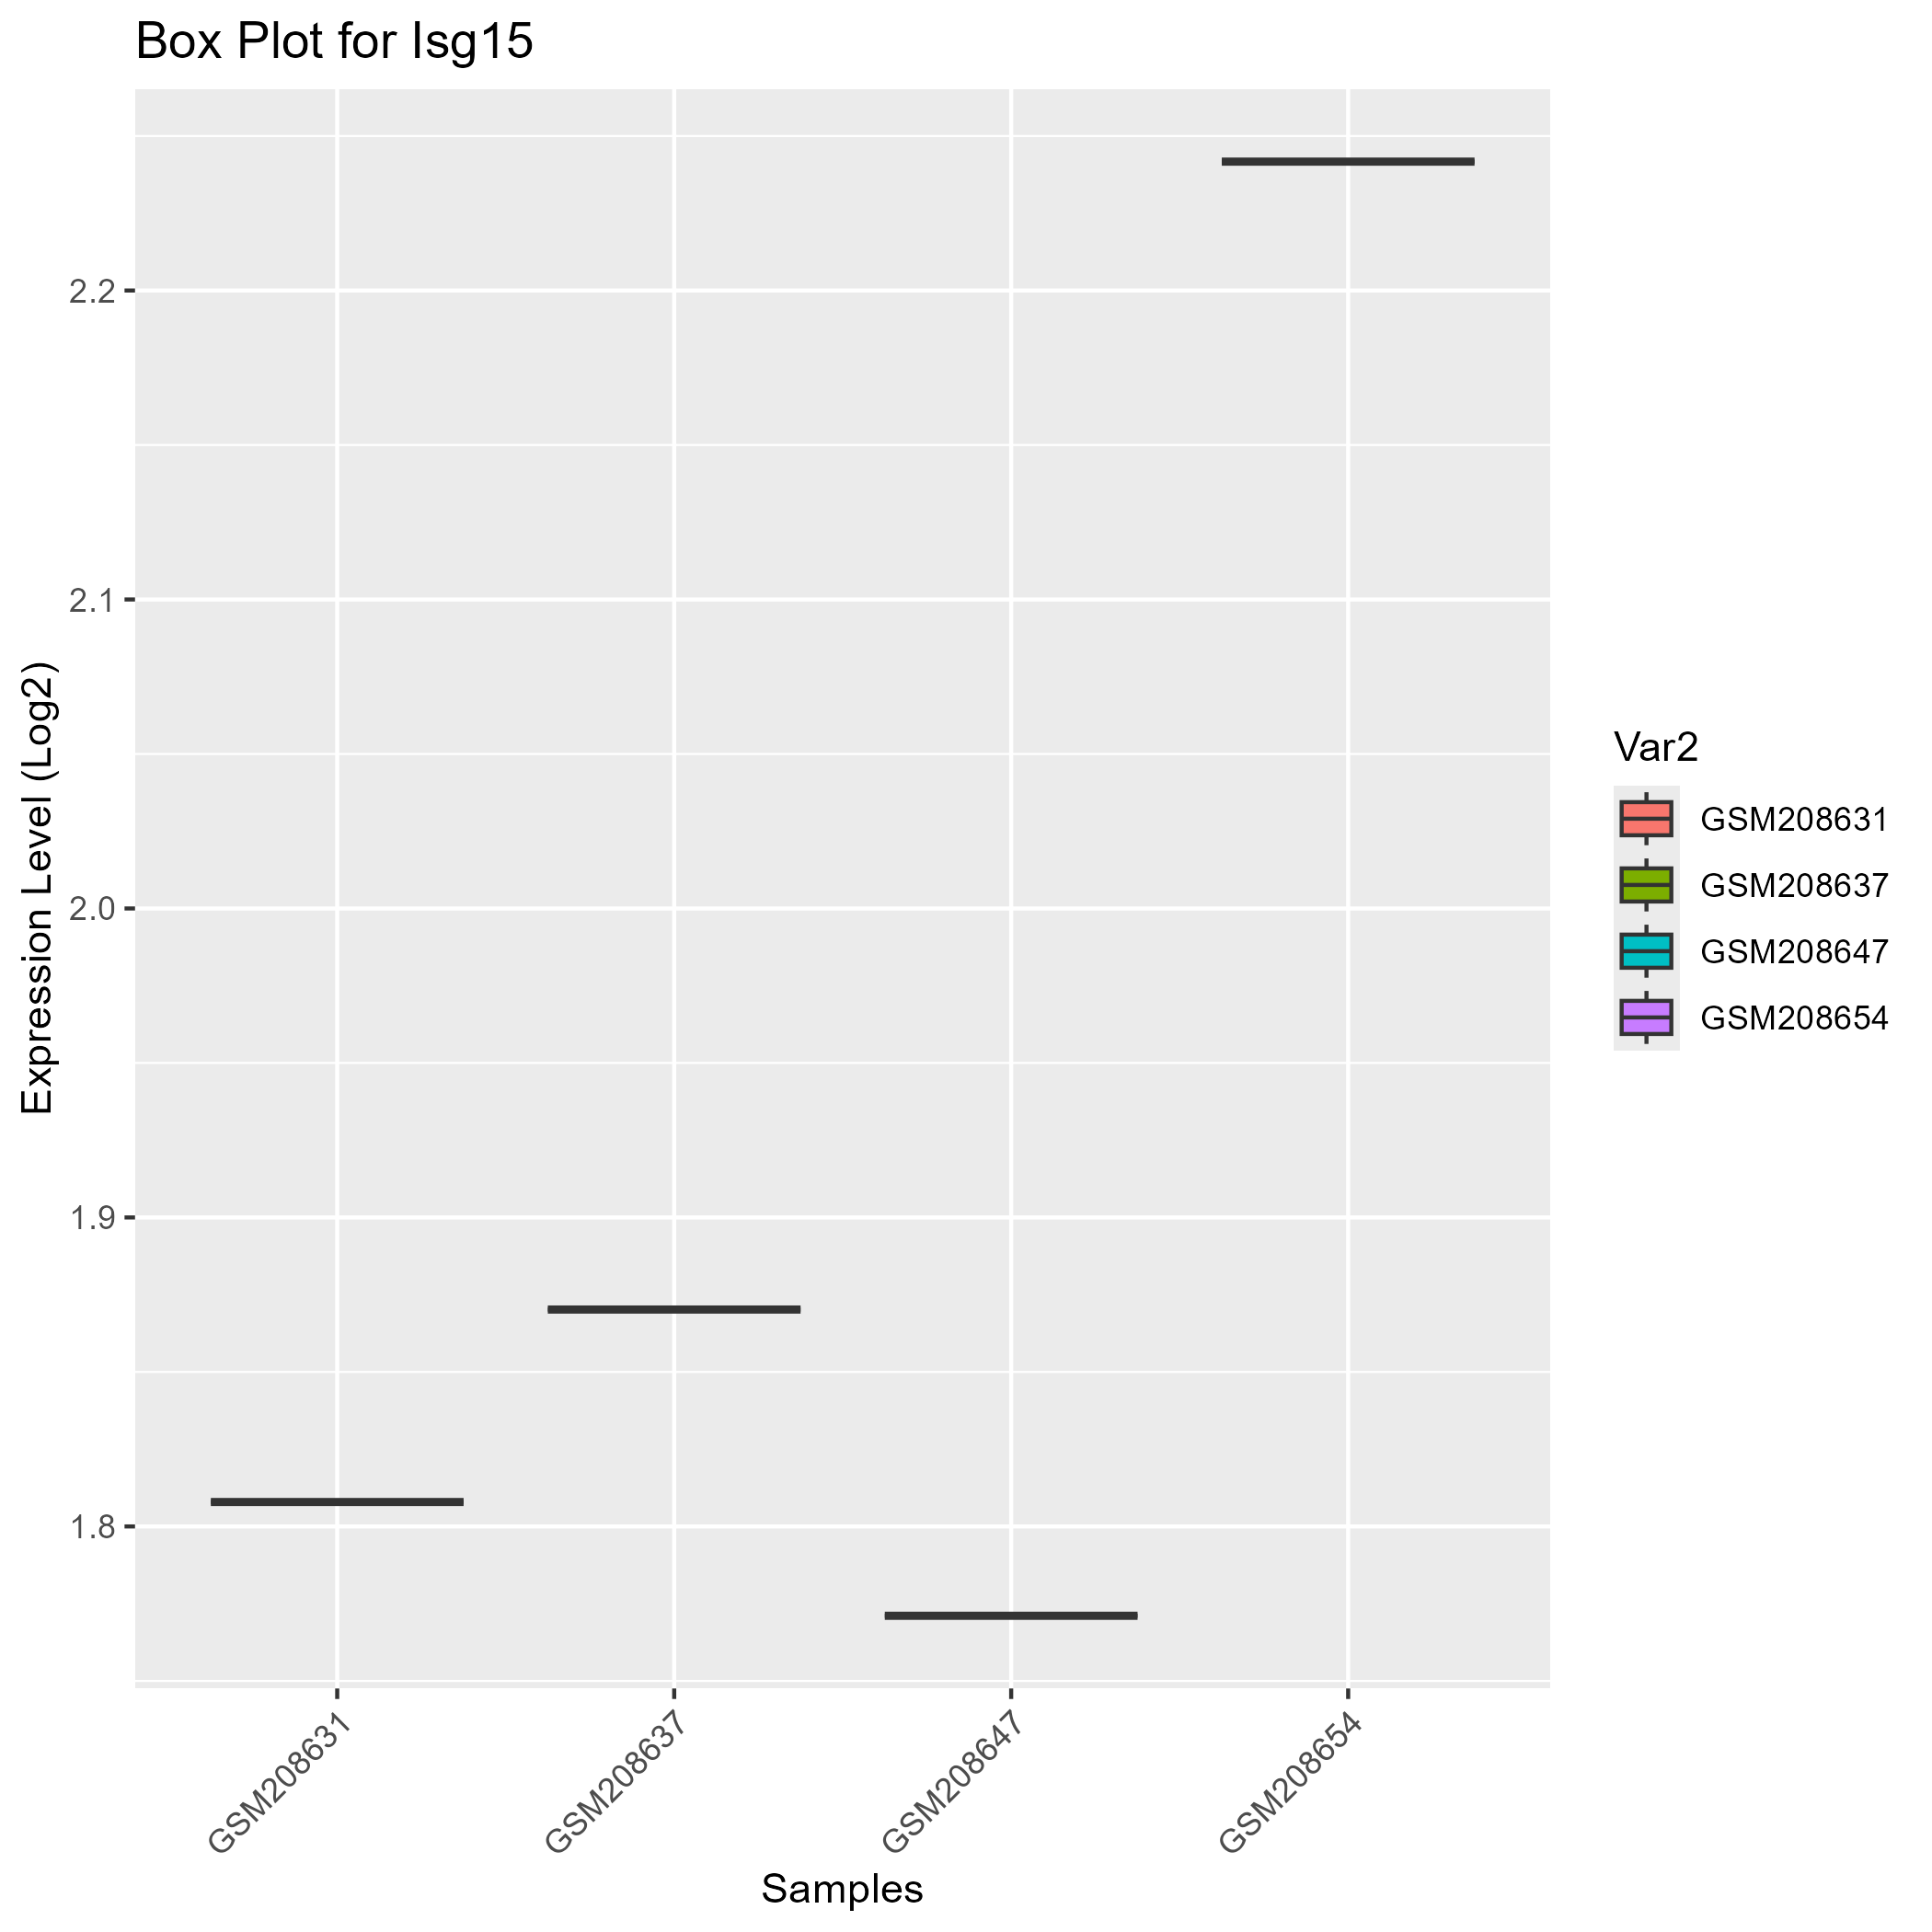 Box Plot for Isg15
Expression Level (Log2)
2.2
2.1
2.0
1.9
1.8
GSM208631
GSM208637
GSM208647
GSM208654
Samples
Var2
GSM208631
GSM208637
GSM208647
GSM208654